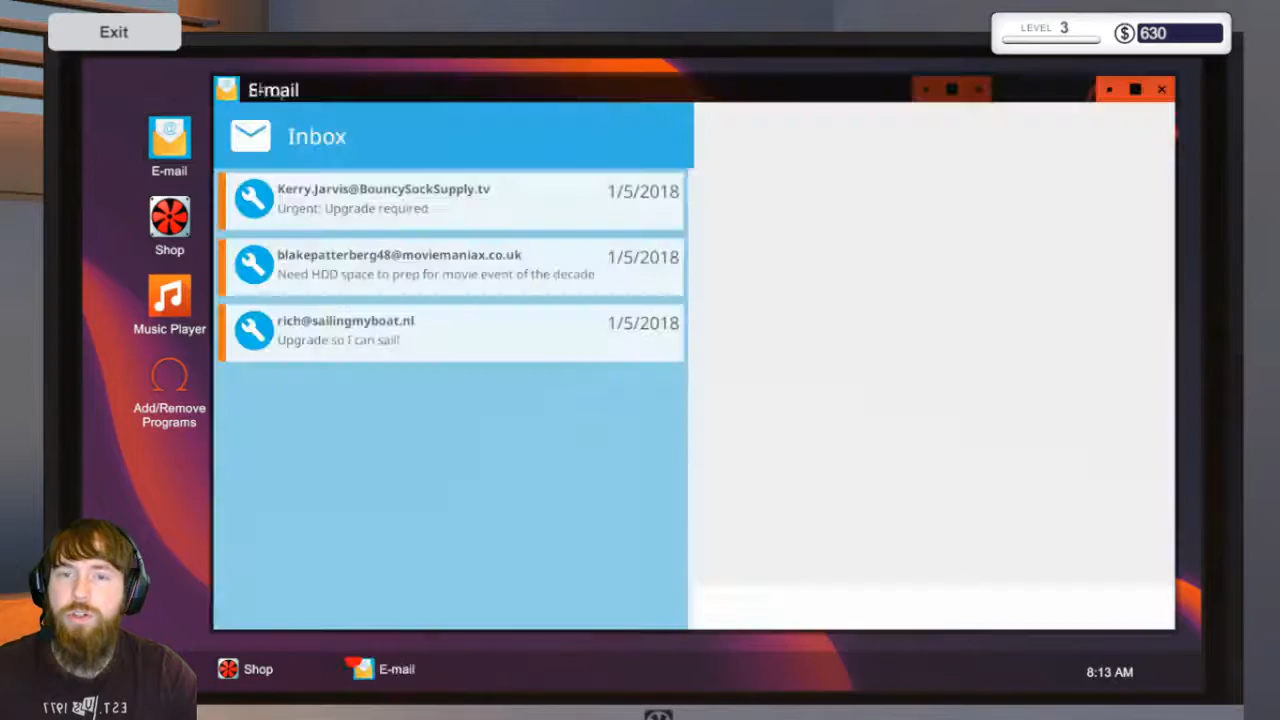 Exit
LEVEL 3
$ 630
E-mail
E-mail
Shop
Music Player
Add/Remove
Programs
Inbox
Kerry.Jarvis@BouncySockSupply.tv 1/5/2018
Urgent: Upgrade required
blakepatterberg48@moviemaniax.co.uk 1/5/2018
Need HDD space to prep for movie event of the decade
rich@sailingmyboat.nl 1/5/2018
Upgrade so I can sail!
Shop
E-mail
8:13 AM
EST. 1977